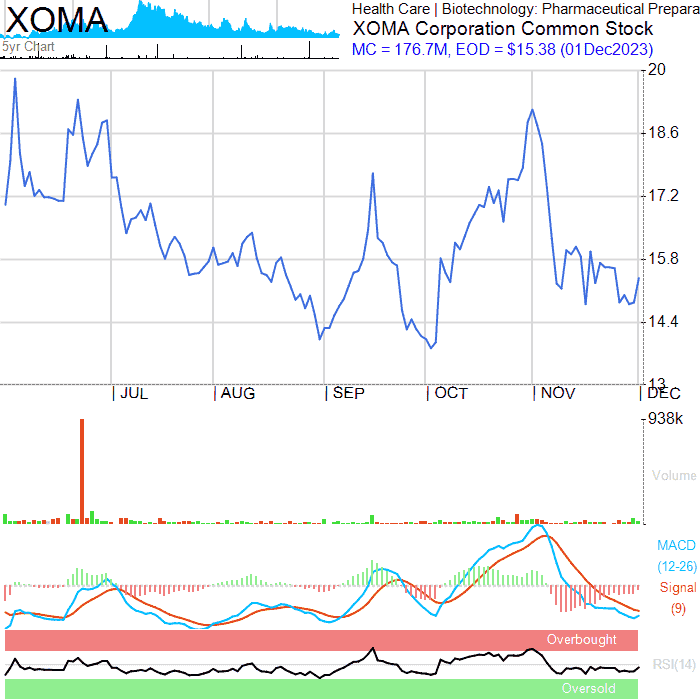 XOMA
5yr Chart
Health Care | Biotechnology: Pharmaceutical Prepara
XOMA Corporation Common Stock
MC = 176.7M, EOD = $15.38 (01Dec2023)
20
18.6
17.2
15.8
14.4
13
JUL AUG SEP OCT NOV DEC
938k
Volume
MACD
(12-26)
Signal
(9)
Overbought
RSI(14)
Oversold